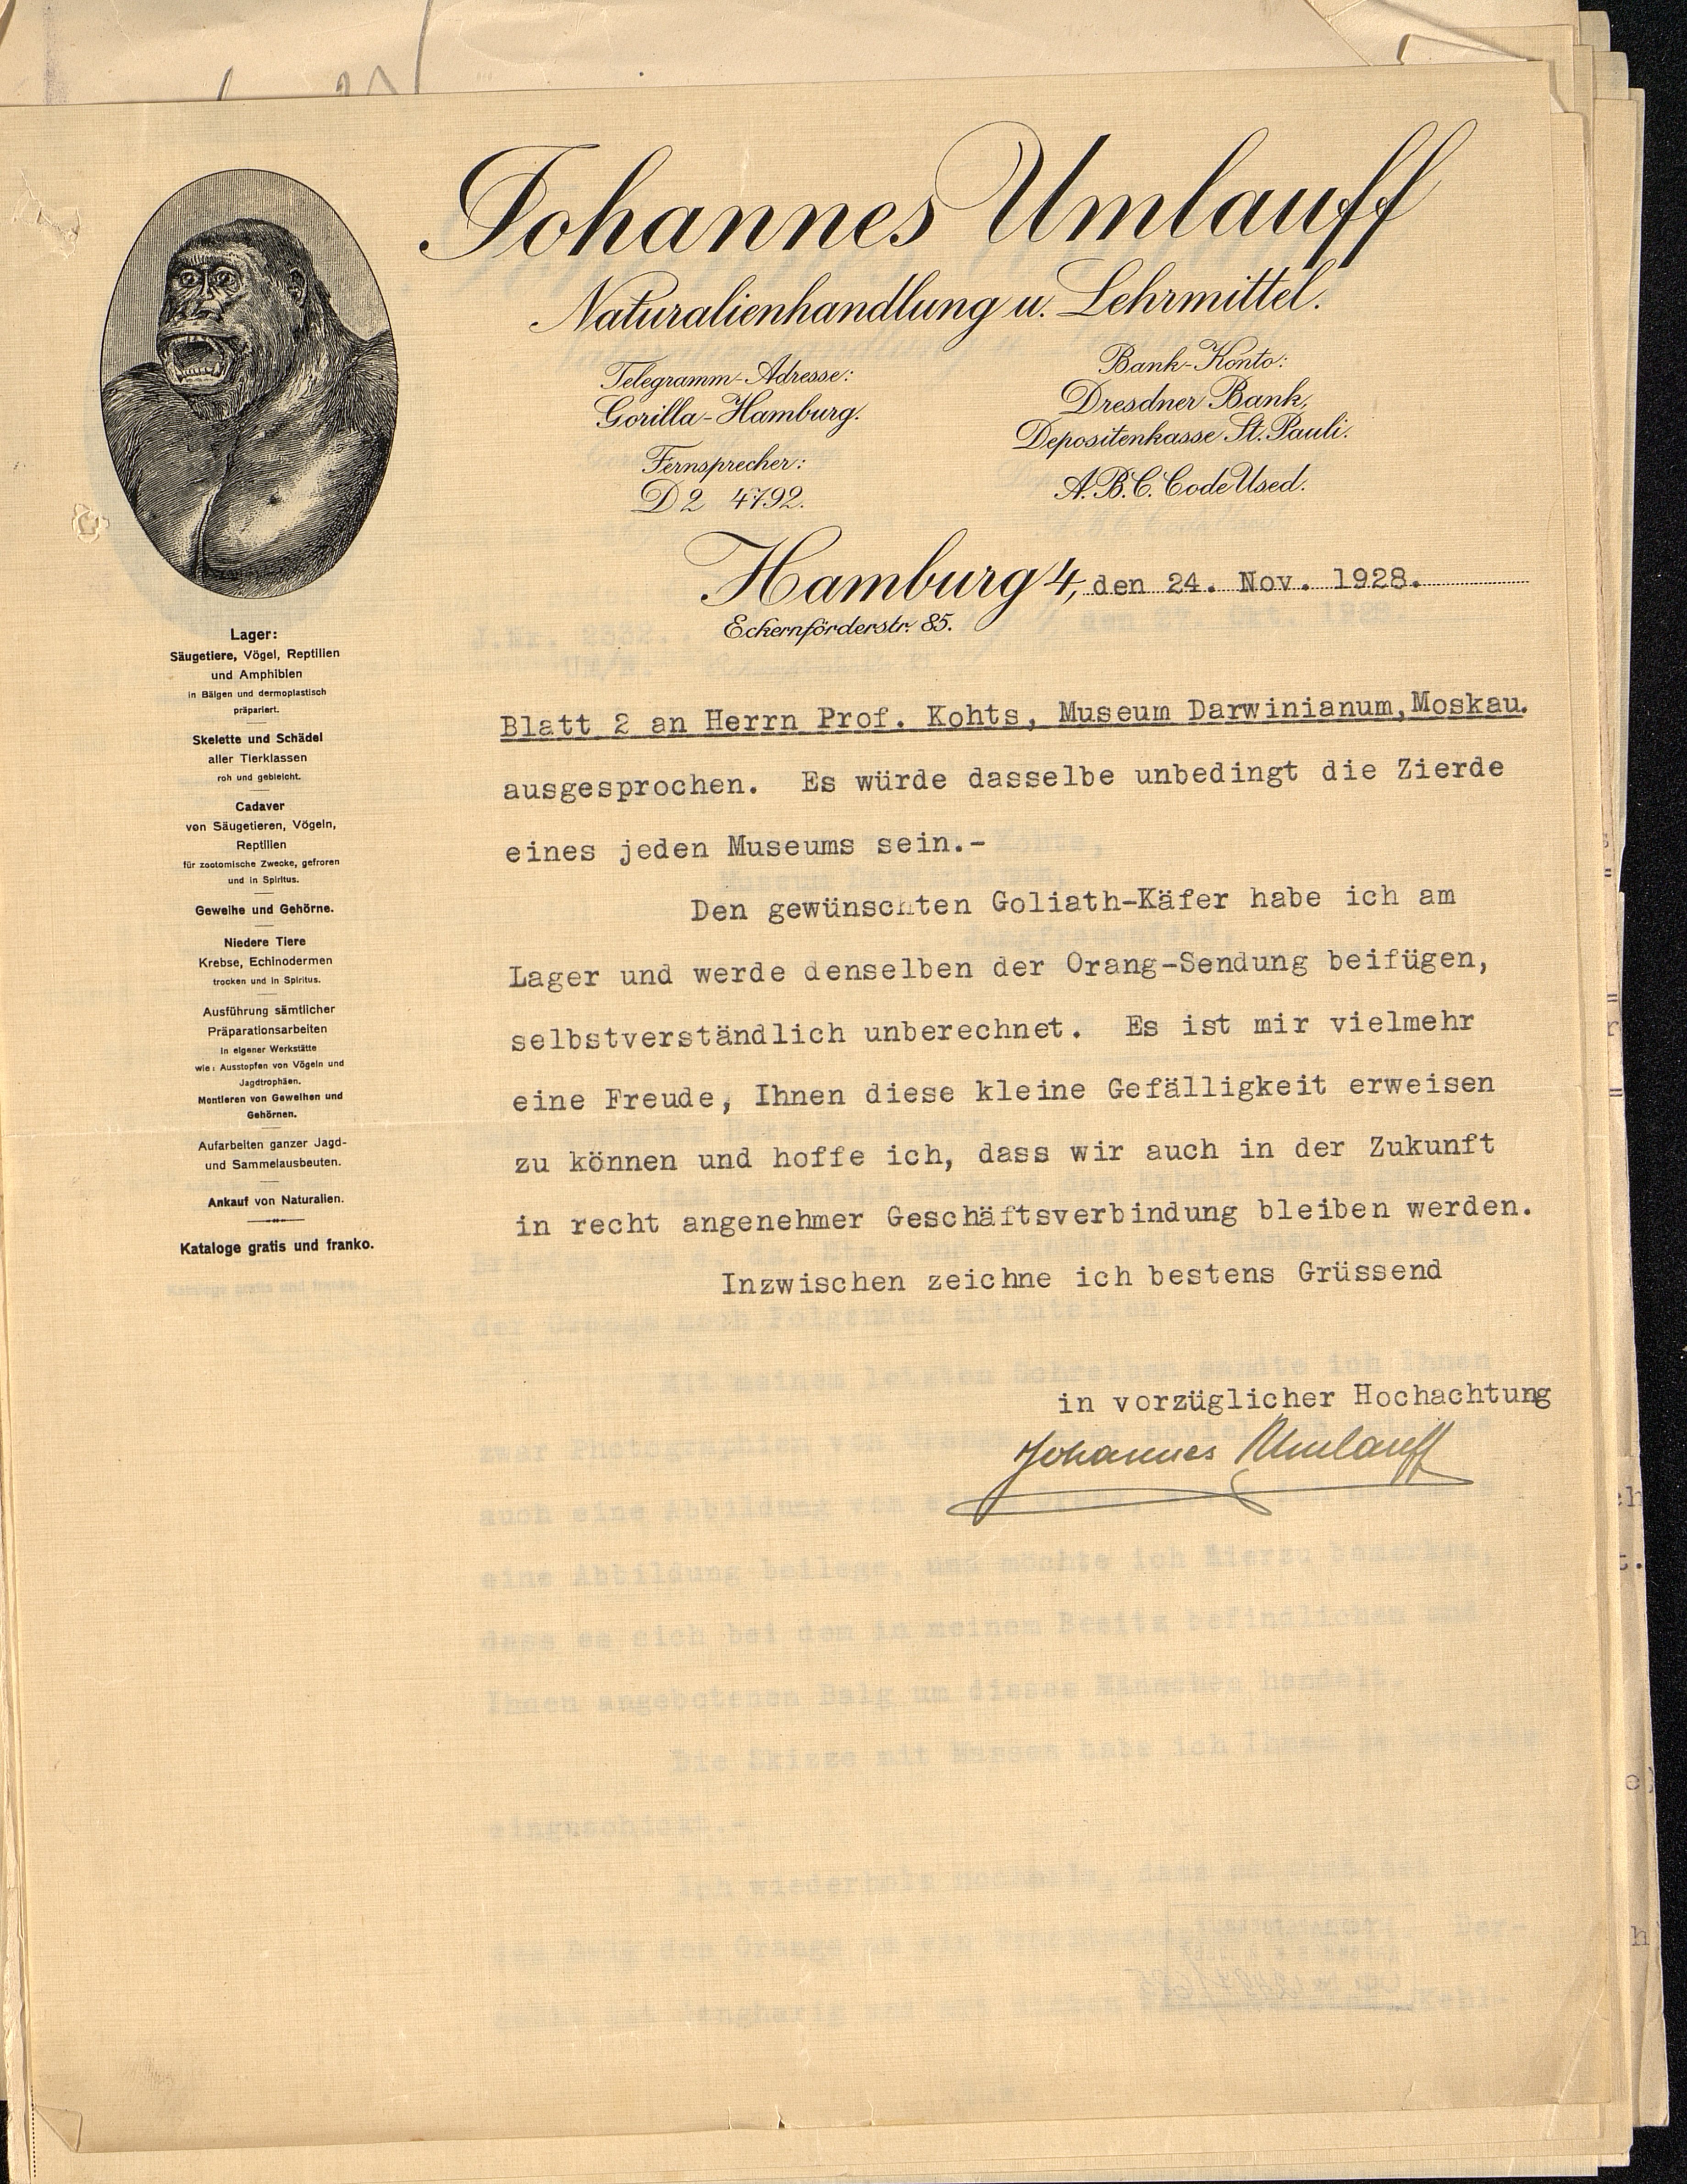 Johannes Umlauff
Naturalienhandlung u. Lehrmittel.
Telegramm-Adresse:
Gorilla-Hamburg.
Fernsprecher:
D 2 4792.
Bank-Konto:
Dresdner Bank,
Depositenkasse St. Pauli.
A.B.C. Code Used.
Hamburg 4, den 24. Nov. 1928.
Eckernförderstr. 85.
Lager:
Säugetiere, Vögel, Reptilien
und Amphibien
in Bälgen und dermoplastisch
präpariert.
Skelette und Schädel
aller Tierklassen
roh und gebleicht.
Cadaver
von Säugetieren, Vögeln,
Reptilien
für zootomische Zwecke, gefroren
und in Spiritus.
Geweihe und Gehörne.
Niedere Tiere
Krebse, Echinodermen
trocken und in Spiritus.
Ausführung sämtlicher
Präparationsarbeiten
in eigener Werkstätte
wie: Ausstopfen von Vögeln und
Jagdtrophäen.
Montieren von Geweihen und
Gehörnen.
Aufarbeiten ganzer Jagd-
und Sammelausbeuten.
Ankauf von Naturalien.
Kataloge gratis und franko.
Blatt 2 an Herrn Prof. Kohts, Museum Darwinianum, Moskau.
ausgesprochen. Es würde dasselbe unbedingt die Zierde
eines jeden Museums sein.-
Den gewünschten Goliath-Käfer habe ich am
Lager und werde denselben der Orang-Sendung beifügen,
selbstverständlich unberechnet. Es ist mir vielmehr
eine Freude, Ihnen diese kleine Gefälligkeit erweisen
zu können und hoffe ich, dass wir auch in der Zukunft
in recht angenehmer Geschäftsverbindung bleiben werden.
Inzwischen zeichne ich bestens Grüssend
in vorzüglicher Hochachtung
Johannes Umlauff